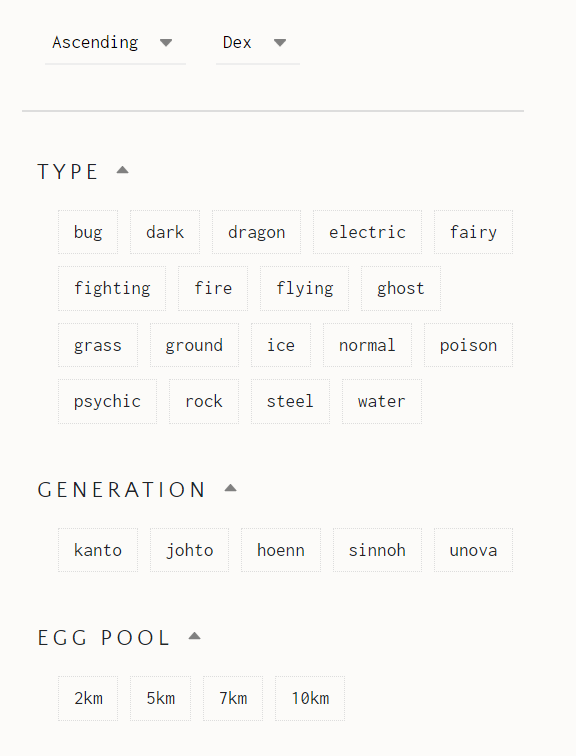 Ascending Dex
TYPE
bug dark dragon electric fairy
fighting fire flying ghost
grass ground ice normal poison
psychic rock steel water
GENERATION
kanto johto hoenn sinnoh unova
EGG POOL
2km 5km 7km 10km